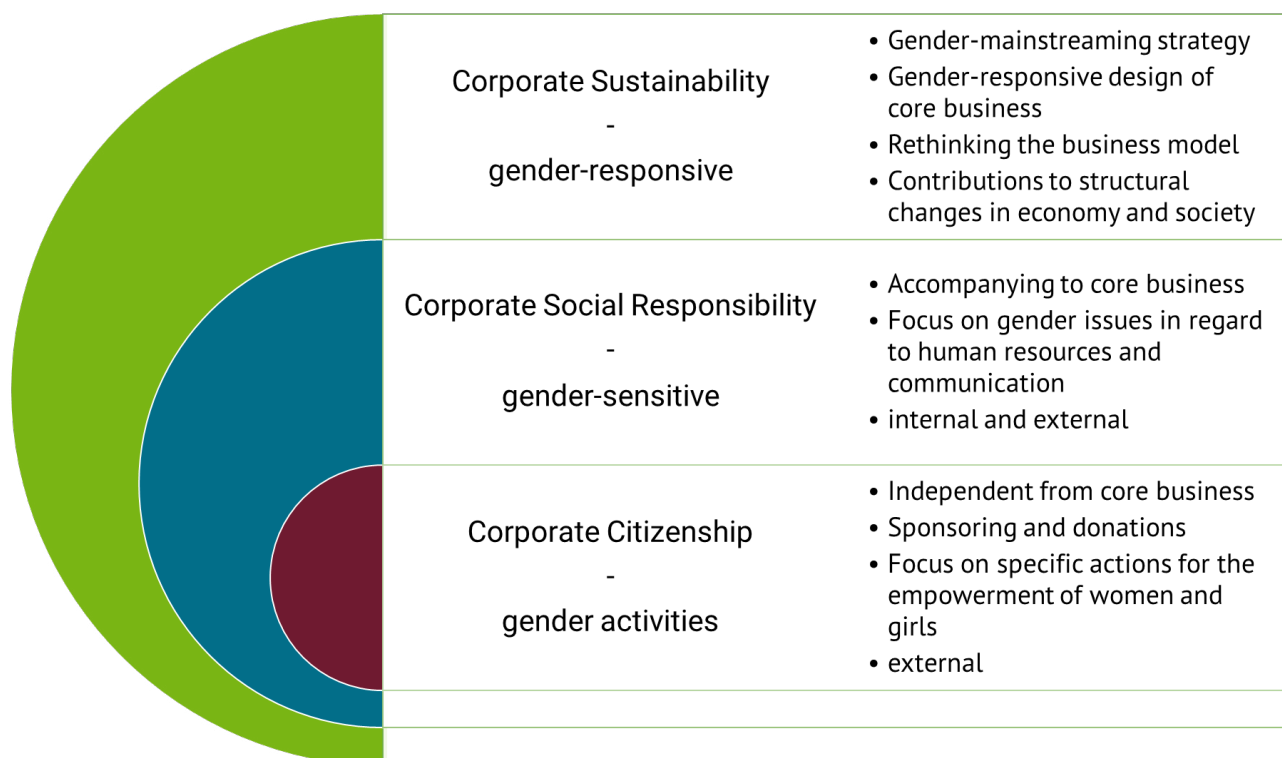 Corporate Sustainability
-
gender-responsive
• Gender-mainstreaming strategy
• Gender-responsive design of
core business
• Rethinking the business model
• Contributions to structural
changes in economy and society
Corporate Social Responsibility
-
gender-sensitive
• Accompanying to core business
• Focus on gender issues in regard
to human resources and
communication
• internal and external
Corporate Citizenship
-
gender activities
• Independent from core business
• Sponsoring and donations
• Focus on specific actions for the
empowerment of women and
girls
• external